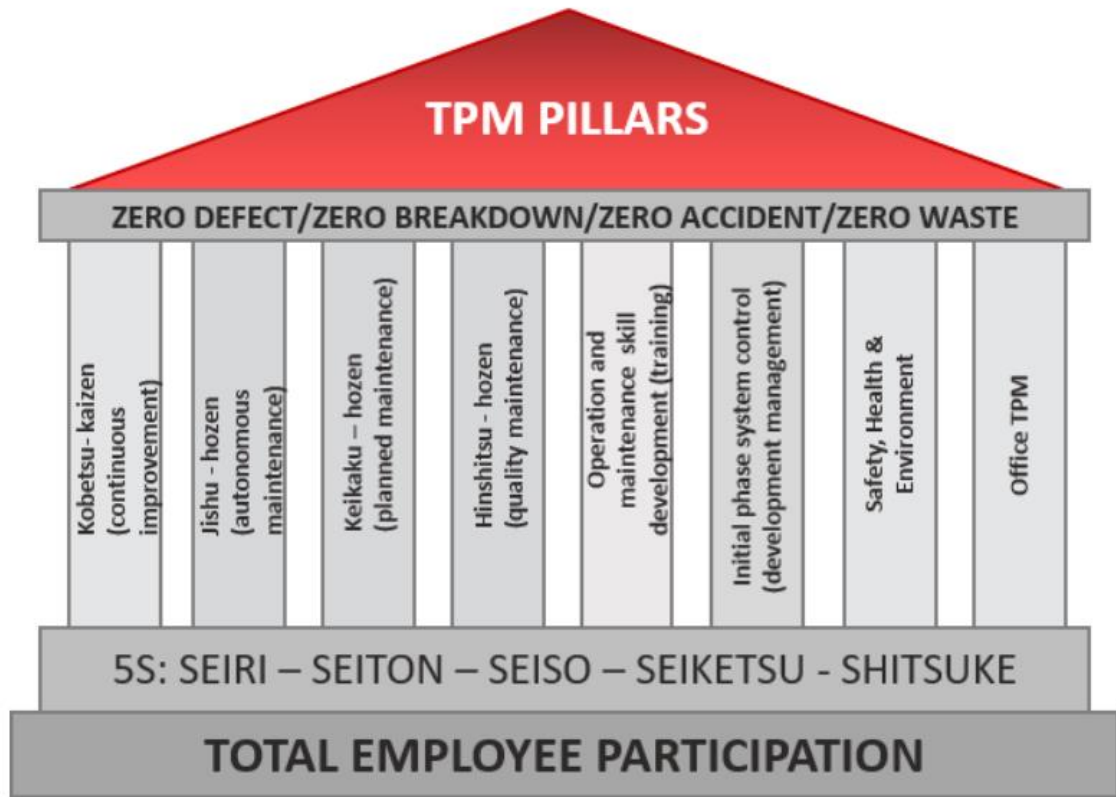 TPM PILLARS
ZERO DEFECT/ZERO BREAKDOWN/ZERO ACCIDENT/ZERO WASTE
Kobetsu - kaizen
(continuous
improvement)
Jishu - hozen
(autonomous
maintenance)
Keikaku – hozen
(planned maintenance)
Hinshitsu - hozen
(quality maintenance)
Operation and
maintenance skill
development (training)
Initial phase system control
(development management)
Safety, Health &
Environment
Office TPM
5S: SEIRI – SEITON – SEISO – SEIKETSU - SHITSUKE
TOTAL EMPLOYEE PARTICIPATION